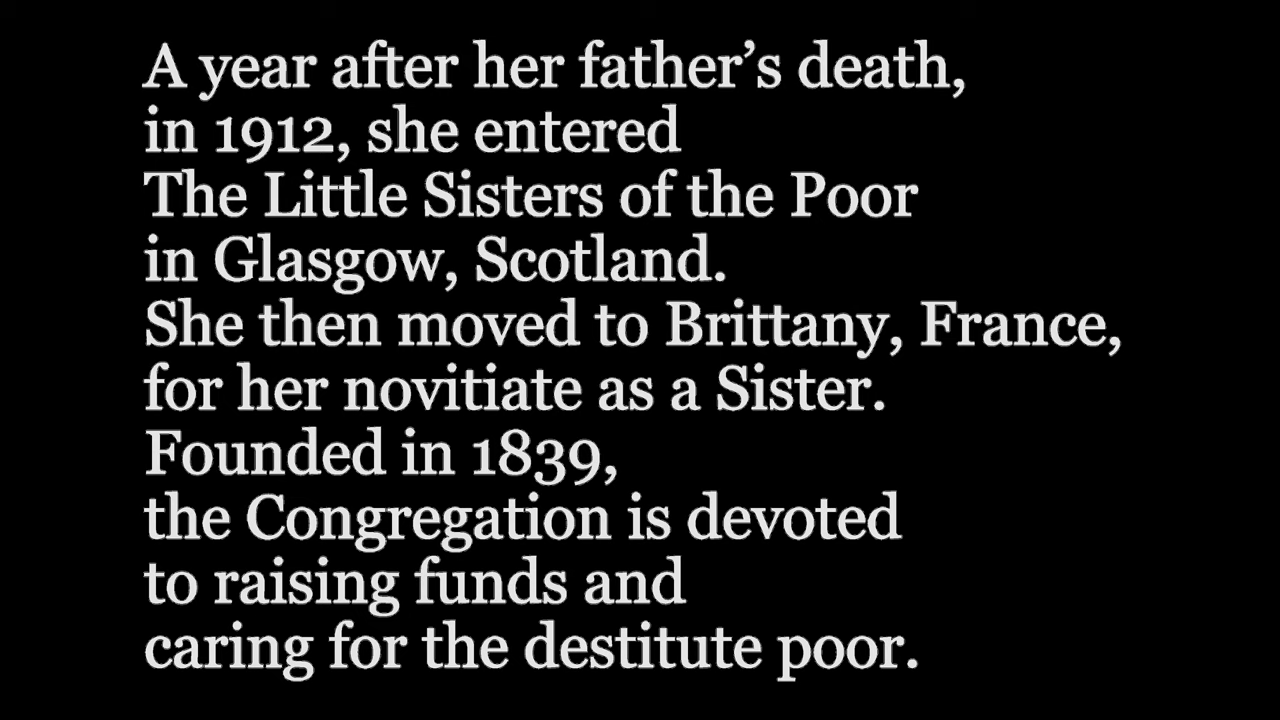 A year after her father’s death,
in 1912, she entered
The Little Sisters of the Poor
in Glasgow, Scotland.
She then moved to Brittany, France,
for her novitiate as a Sister.
Founded in 1839,
the Congregation is devoted
to raising funds and
caring for the destitute poor.